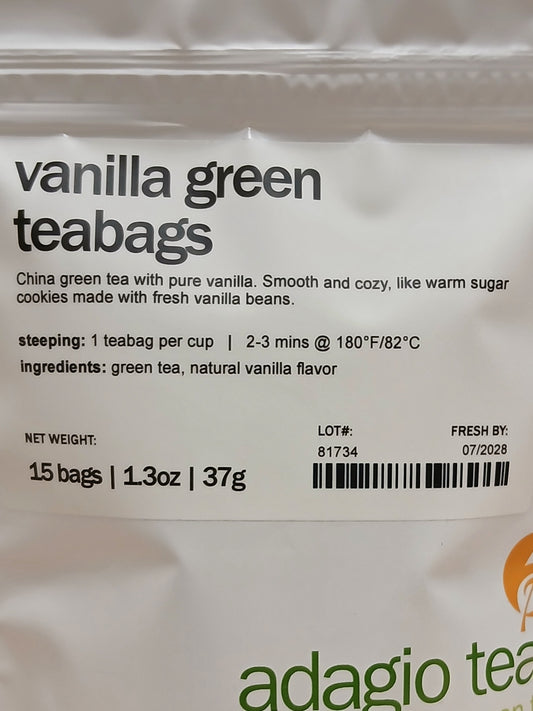 vanilla green
teabags
China green tea with pure vanilla. Smooth and cozy, like warm sugar
cookies made with fresh vanilla beans.
steeping: 1 teabag per cup | 2-3 mins @ 180°F/82°C
ingredients: green tea, natural vanilla flavor
NET WEIGHT:
15 bags | 1.3oz | 37g
LOT#:
81734
FRESH BY:
07/2028
adagio tea